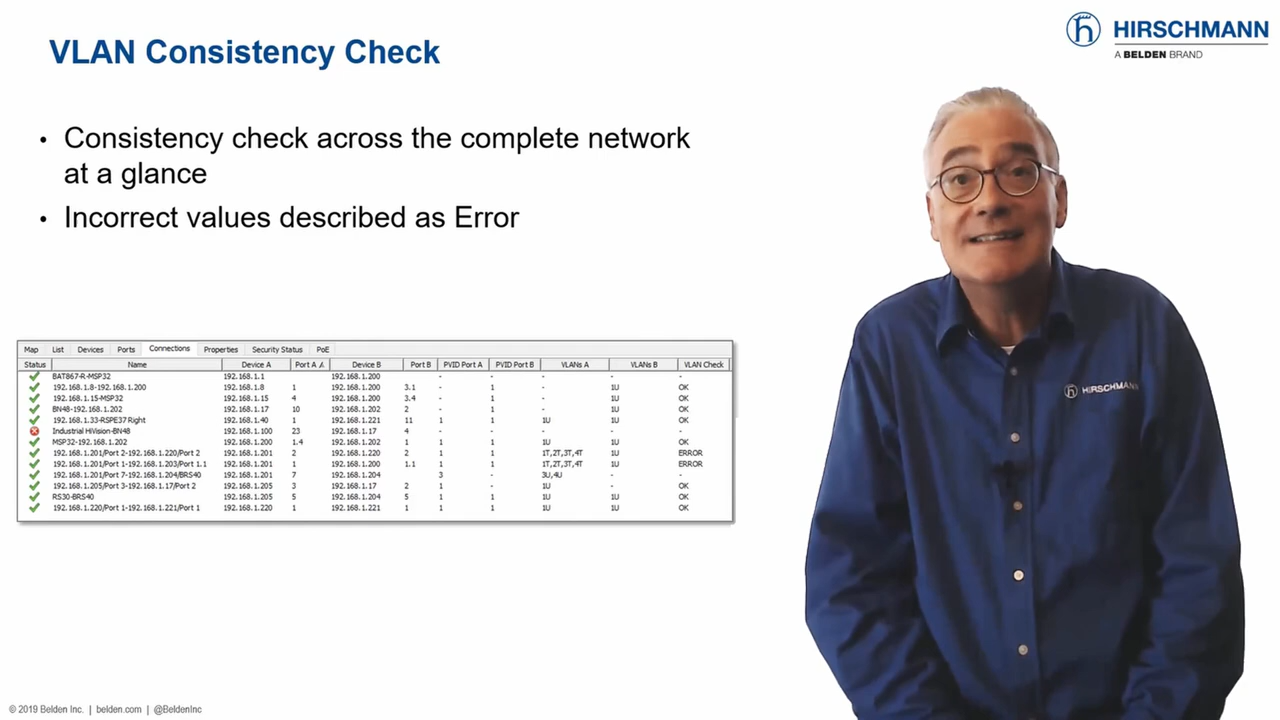 VLAN Consistency Check
HIRSCHMANN
A BELDEN BRAND
• Consistency check across the complete network
at a glance
• Incorrect values described as Error
Map List Devices Ports Connections Properties Security Status PoE
Status Name Device A Port A Device B Port B PVID Port A PVID Port B VLANs A VLANs B VLAN Check
BAT867-R-MSP32 192.168.1.1 192.168.1.200 - - - - -
192.168.1.8-192.168.1.200 192.168.1.8 1 192.168.1.200 3.1 - 1 - 1U OK
192.168.1.15-MSP32 192.168.1.15 4 192.168.1.200 3.4 - 1 - 1U OK
BN48-192.168.1.202 192.168.1.17 10 192.168.1.202 2 - 1 - 1U OK
192.168.1.33-RSPE37 Right 192.168.1.40 1 192.168.1.221 11 1 1 1U 1U OK
Industrial HiVision-BN48 192.168.1.100 23 192.168.1.17 4 - - - - -
MSP32-192.168.1.202 192.168.1.200 1.4 192.168.1.202 1 1 1 1U 1U OK
192.168.1.201/Port 2-192.168.1.220/Port 2 192.168.1.201 2 192.168.1.220 2 1 1 1T,2T,3T,4T 1U ERROR
192.168.1.201/Port 1-192.168.1.203/Port 1.1 192.168.1.201 1 192.168.1.200 1.1 1 1 1T,2T,3T,4T 1U ERROR
192.168.1.201/Port 7-192.168.1.204/BRS40 192.168.1.201 7 192.168.1.204 3 - 3U,4U - -
192.168.1.205/Port 3-192.168.1.17/Port 2 192.168.1.205 3 192.168.1.17 2 1 - 1U - OK
RS30-BRS40 192.168.1.205 5 192.168.1.204 5 1 1 1U 1U OK
192.168.1.220/Port 1-192.168.1.221/Port 1 192.168.1.220 1 192.168.1.221 1 1 1 1U 1U OK
HIRSCHMANN
© 2019 Belden Inc. | belden.com | @BeldenInc